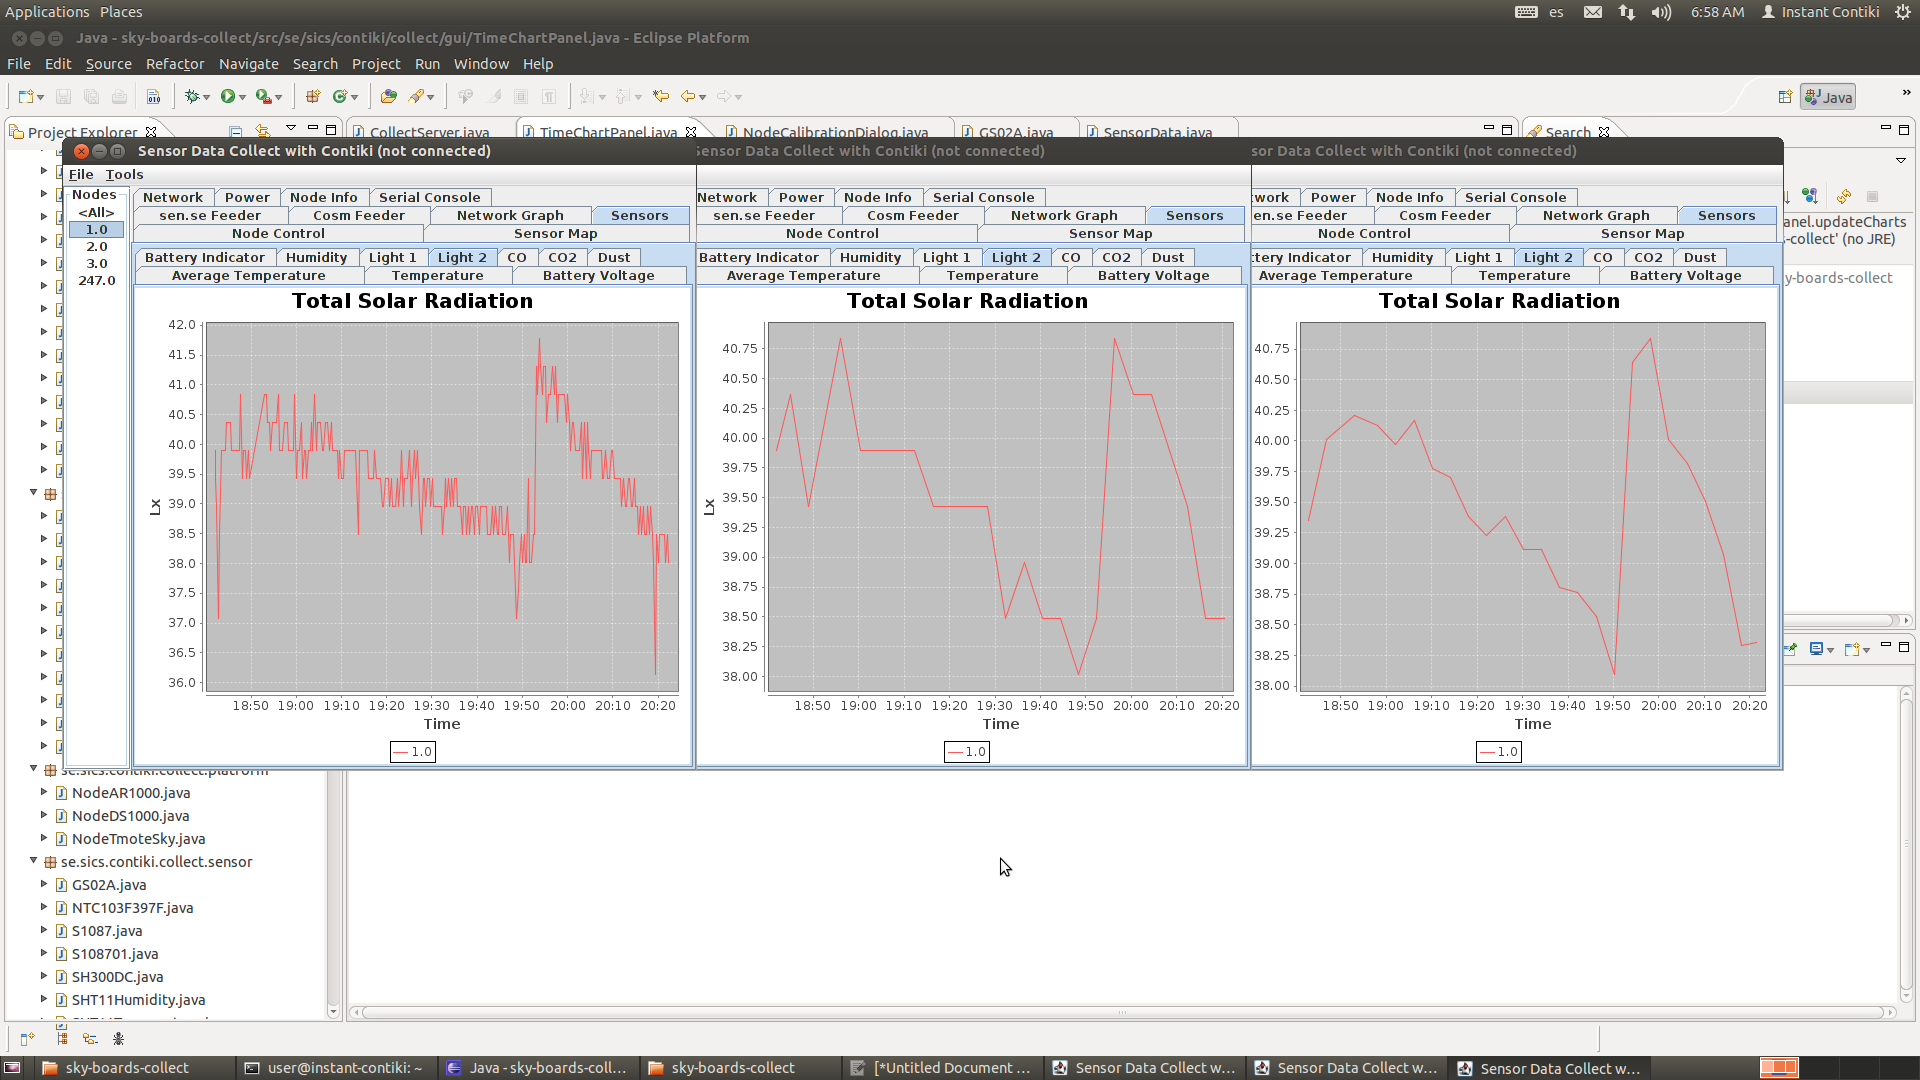 Applications Places
es 6:58 AM Instant Contiki
Java - sky-boards-collect/src/se/sics/contiki/collect/gui/TimeChartPanel.java - Eclipse Platform
File Edit Source Refactor Navigate Search Project Run Window Help
Java
Project Explorer CollectServer.java TimeChartPanel.java NodeCalibrationDialog.java GS02A.java SensorData.java Search
Sensor Data Collect with Contiki (not connected)
File Tools
Nodes
<All>
1.0
2.0
3.0
247.0
Network Power Node Info Serial Console
sen.se Feeder Cosm Feeder Network Graph Sensors
Node Control Sensor Map
Battery Indicator Humidity Light 1 Light 2 CO CO2 Dust
Average Temperature Temperature Battery Voltage
Total Solar Radiation
42.0
41.5
41.0
40.5
40.0
39.5
39.0
38.5
38.0
37.5
37.0
36.5
36.0
Lx
18:50 19:00 19:10 19:20 19:30 19:40 19:50 20:00 20:10 20:20
Time
1.0
Sensor Data Collect with Contiki (not connected)
Network Power Node Info Serial Console
sen.se Feeder Cosm Feeder Network Graph Sensors
Node Control Sensor Map
Battery Indicator Humidity Light 1 Light 2 CO CO2 Dust
Average Temperature Temperature Battery Voltage
Total Solar Radiation
40.75
40.50
40.25
40.00
39.75
39.50
39.25
39.00
38.75
38.50
38.25
38.00
Lx
18:50 19:00 19:10 19:20 19:30 19:40 19:50 20:00 20:10 20:20
Time
1.0
sor Data Collect with Contiki (not connected)
work Power Node Info Serial Console
en.se Feeder Cosm Feeder Network Graph Sensors
Node Control Sensor Map
ttery Indicator Humidity Light 1 Light 2 CO CO2 Dust
Average Temperature Temperature Battery Voltage
Total Solar Radiation
40.75
40.50
40.25
40.00
39.75
39.50
39.25
39.00
38.75
38.50
38.25
38.00
18:50 19:00 19:10 19:20 19:30 19:40 19:50 20:00 20:10 20:20
Time
1.0
anel.updateCharts
-collect' (no JRE)
y-boards-collect
se.sics.contiki.collect.platform
NodeAR1000.java
NodeDS1000.java
NodeTmoteSky.java
se.sics.contiki.collect.sensor
GS02A.java
NTC103F397F.java
S1087.java
S108701.java
SH300DC.java
SHT11Humidity.java
sky-boards-collect user@instant-contiki: ~ Java - sky-boards-coll... sky-boards-collect [*Untitled Document ... Sensor Data Collect w... Sensor Data Collect w... Sensor Data Collect w...